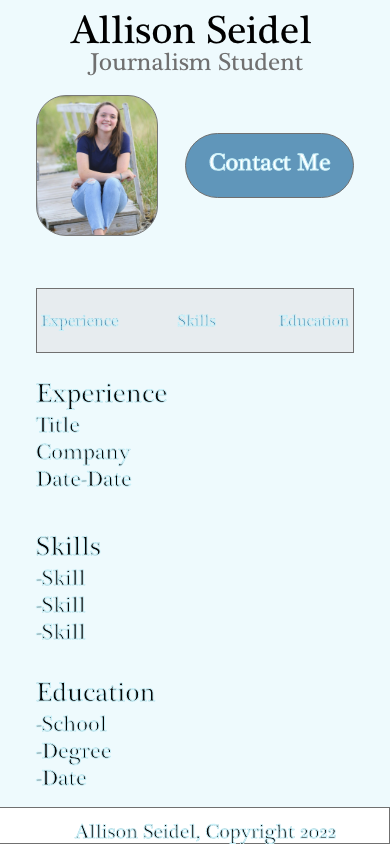 Allison Seidel
Journalism Student
Contact Me
Experience Skills Education
Experience
Title
Company
Date-Date
Skills
-Skill
-Skill
-Skill
Education
-School
-Degree
-Date
Allison Seidel, Copyright 2022